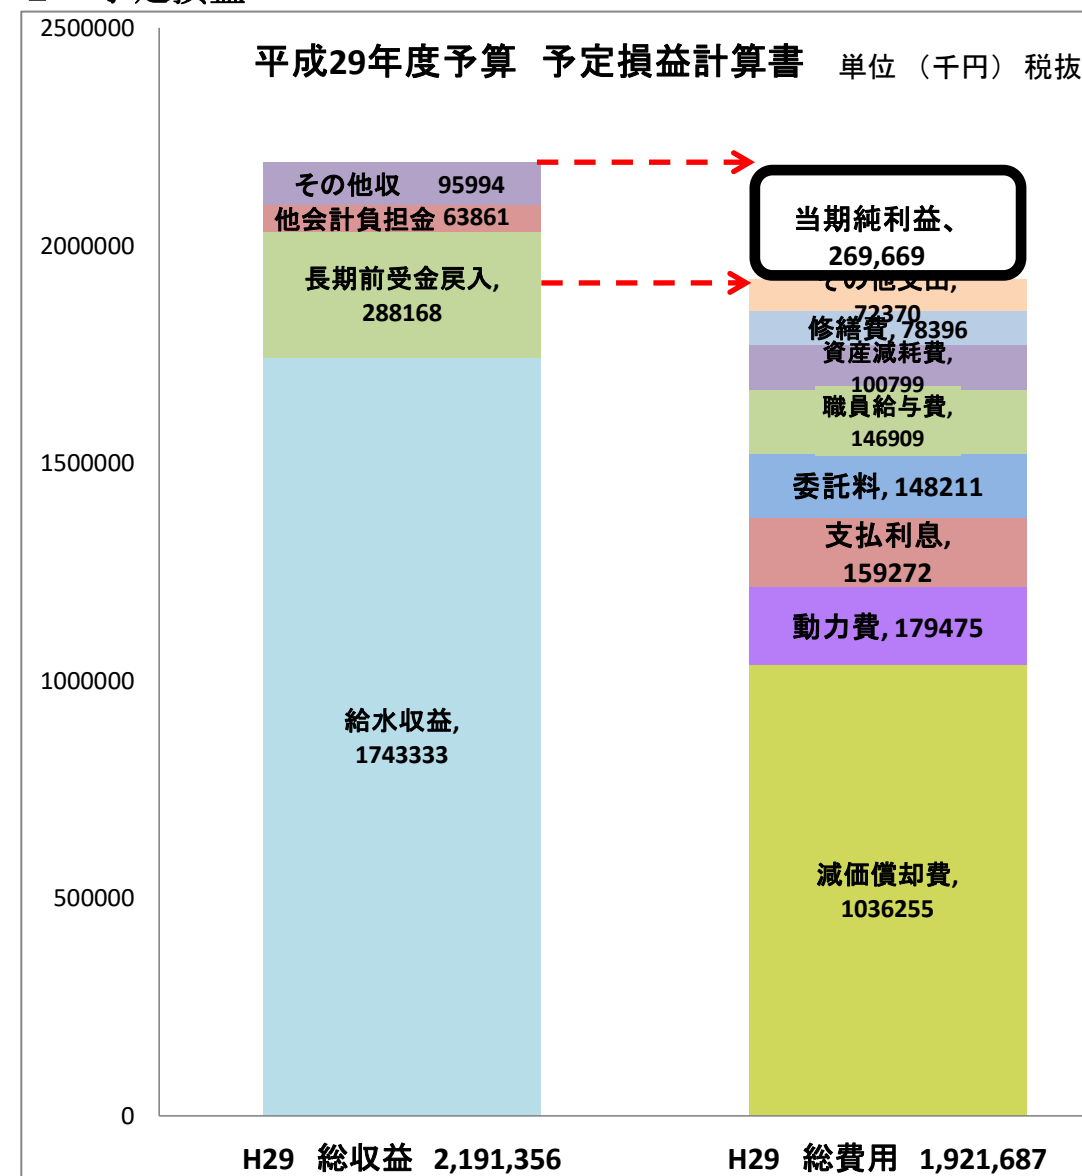 2500000
平成29年度予算 予定損益計算書 単位 （千円） 税抜
2000000
1500000
1000000
500000
0
その他収 95994
他会計負担金 63861
長期前受金戻入,
288168
給水収益,
1743333
当期純利益、
269,669
その他支出,
72370
修繕費, 78396
資産減耗費,
100799
職員給与費,
146909
委託料, 148211
支払利息,
159272
動力費, 179475
減価償却費,
1036255
H29 総収益 2,191,356
H29 総費用 1,921,687